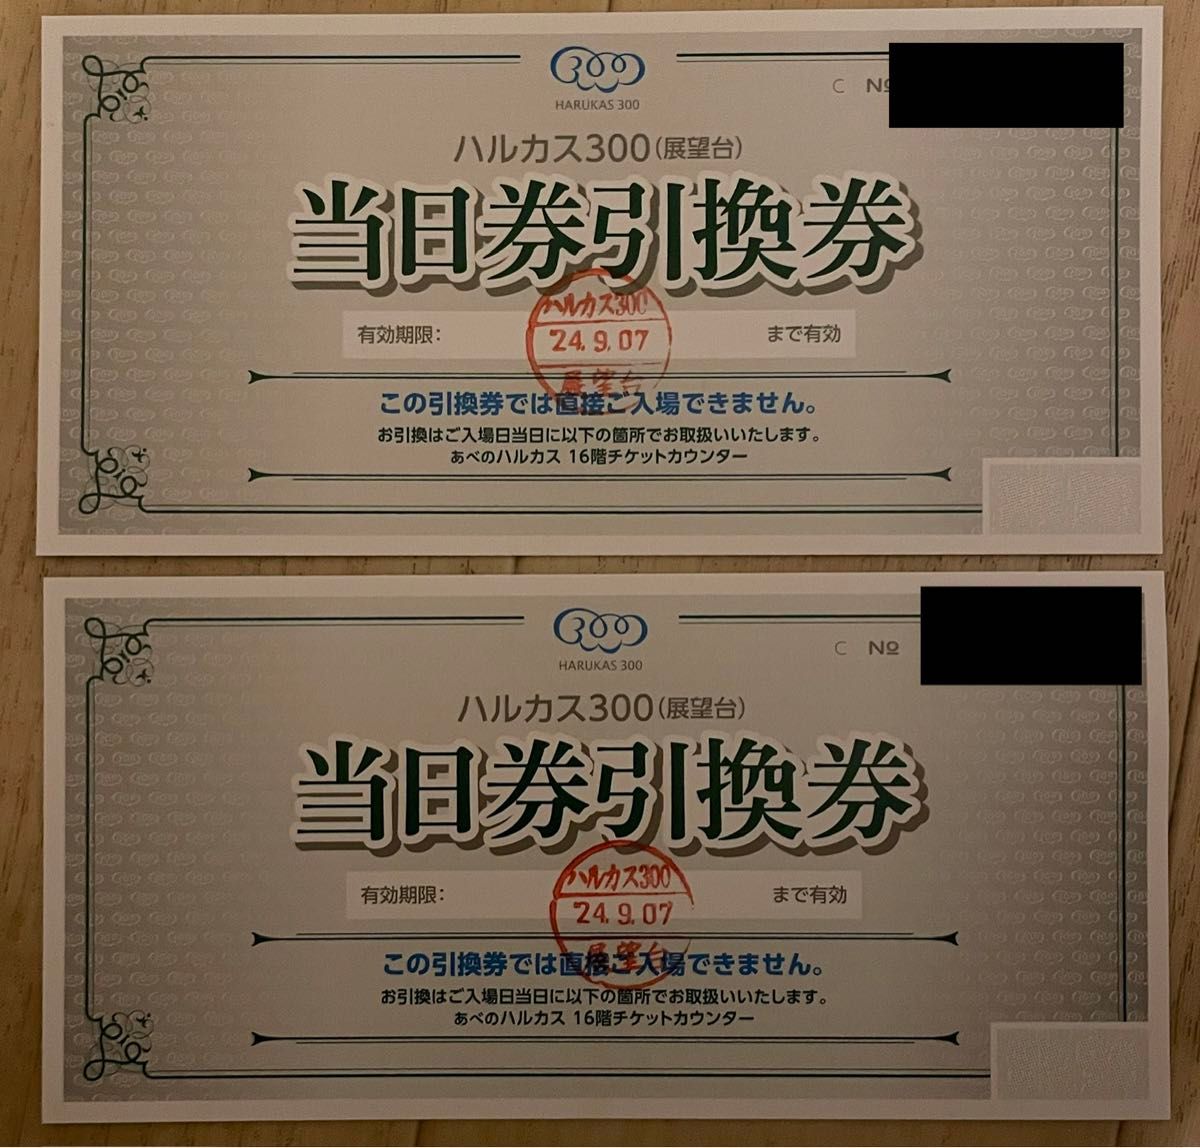 300
HARUKAS 300
C №
ハルカス300(展望台)
当日券引換券
ハルカス300
有効期限: '24.9.07 まで有効
展望台
この引換券では直接ご入場できません。
お引換はご入場日当日に以下の箇所でお取扱いいたします。
あべのハルカス 16階チケットカウンター
300
HARUKAS 300
C №
ハルカス300(展望台)
当日券引換券
ハルカス300
有効期限: '24.9.07 まで有効
展望台
この引換券では直接ご入場できません。
お引換はご入場日当日に以下の箇所でお取扱いいたします。
あべのハルカス 16階チケットカウンター